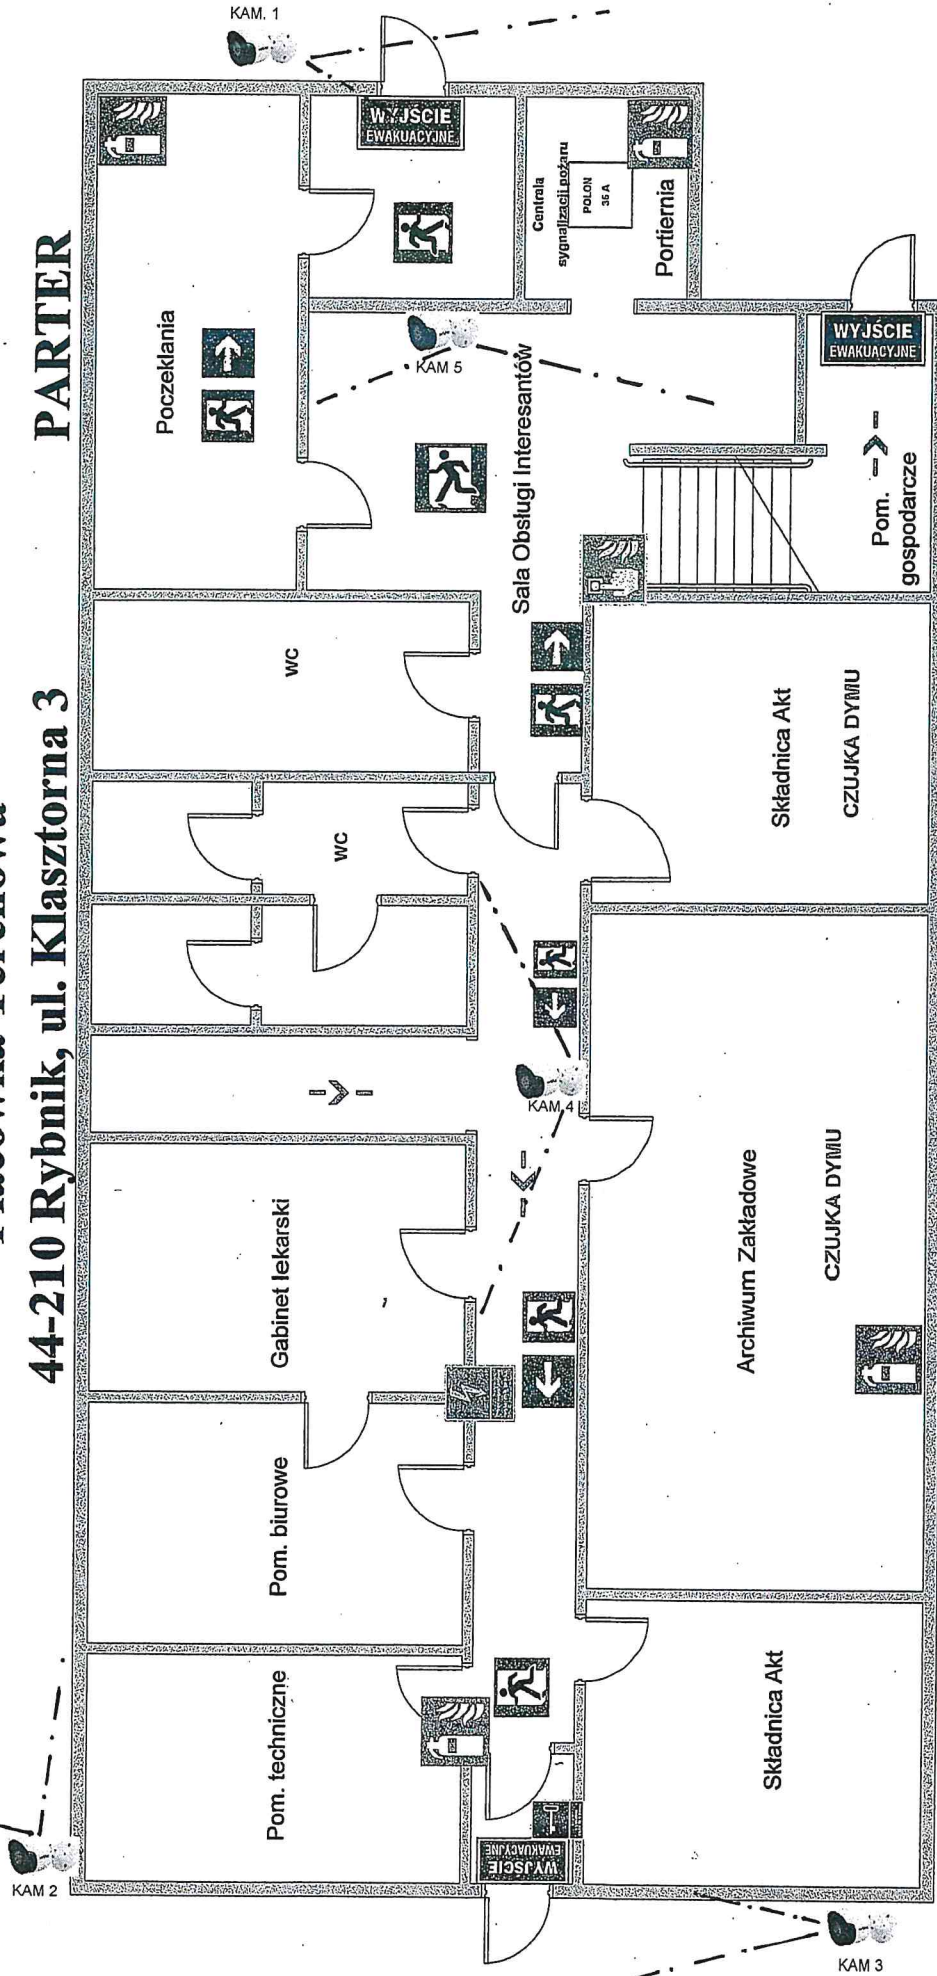 44-210 Rybnik, ul. Klasztorna 3
PARTER
KAM. 1
WYJŚCIE
EWAKUACYJNE
Poczeklania
Centrala
sygnalizacji pożaru
POLON
35 A
Portiernia
KAM 5
Sala Obsługi Interesantów
WYJŚCIE
EWAKUACYJNE
Pom.
gospodarcze
WC
WC
Składnica Akt
CZUJKA DYMU
KAM 4
Gabinet lekarski
Archiwum Zakładowe
CZUJKA DYMU
Pom. biurowe
Pom. techniczne
Składnica Akt
WYJŚCIE
EWAKUACYJNE
KAM 2
KAM 3